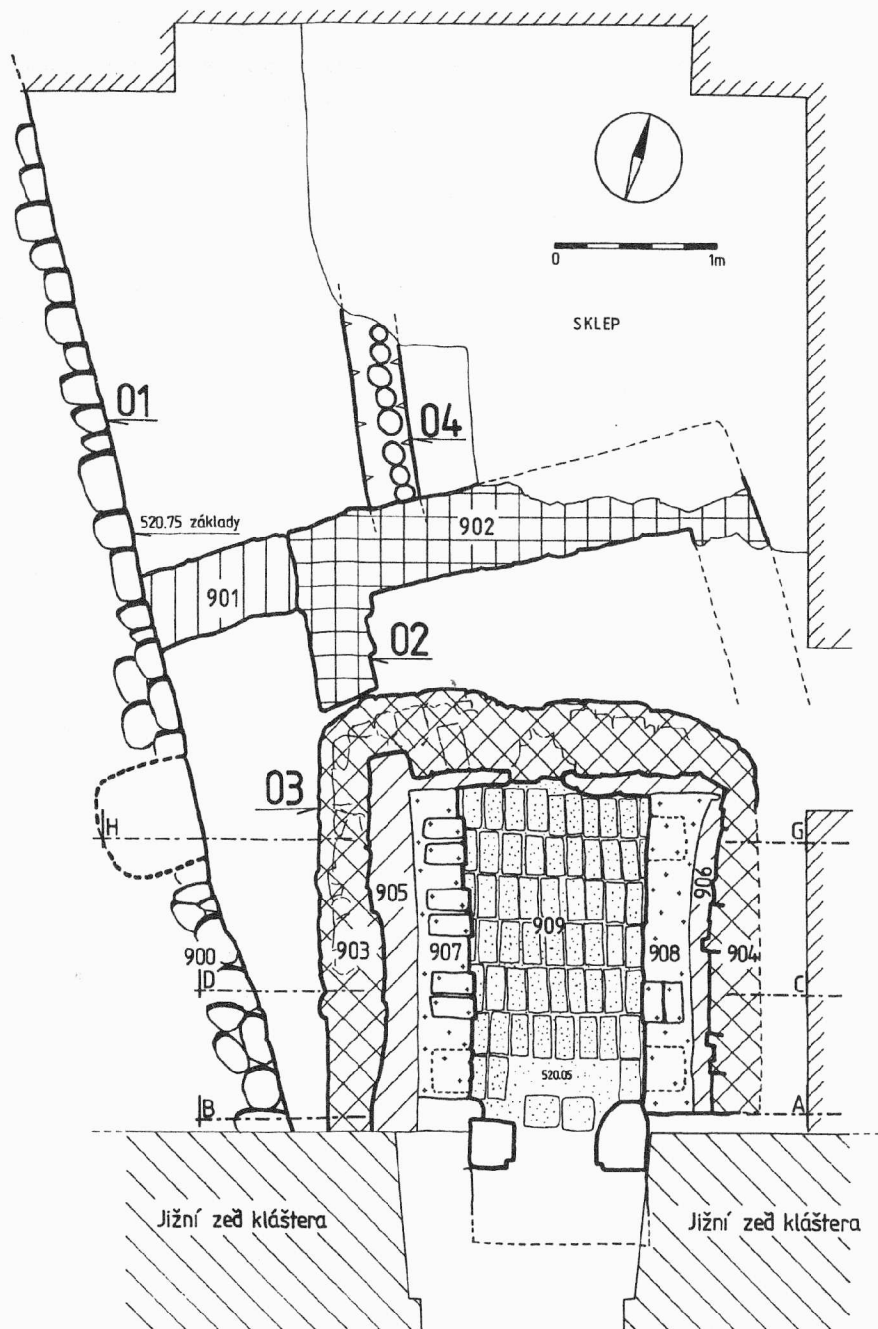 0 1m
SKLEP
01
04
520.75 základy
902
901
02
03
H G
905 906
909
907 908
903 904
900
D C
520.05
B A
Jižní zeď kláštera Jižní zeď kláštera